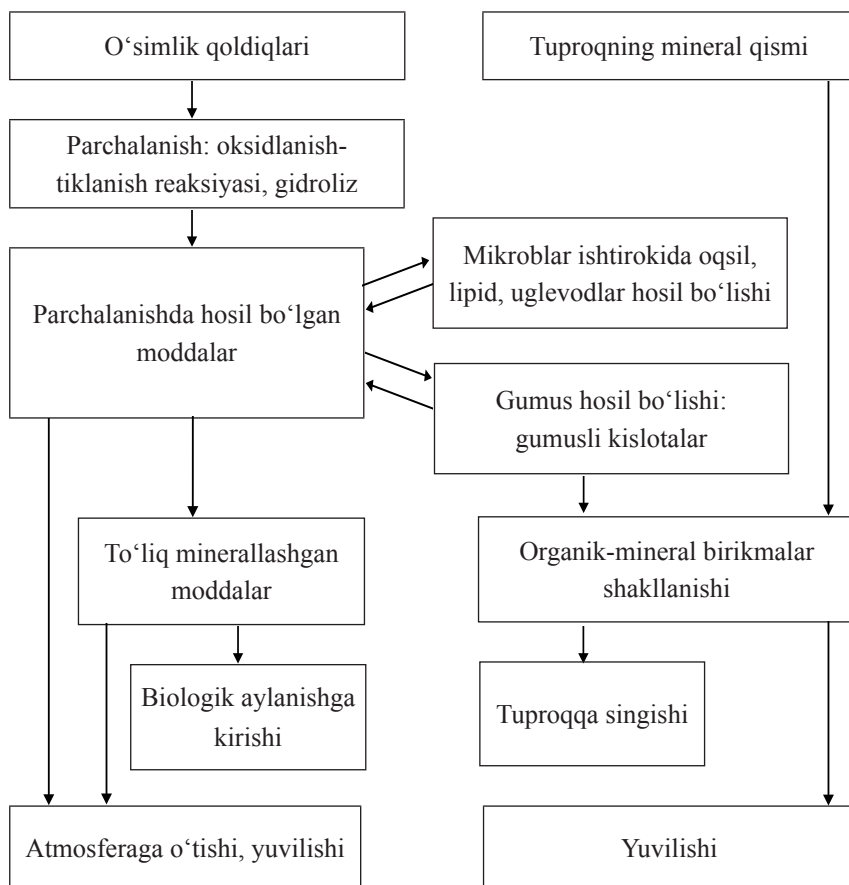 O‘simlik qoldiqlari
Tuproqning mineral qismi
Parchalanish: oksidlanish-
tiklanish reaksiyasi, gidroliz
Parchalanishda hosil bo‘lgan
moddalar
Mikroblar ishtirokida oqsil,
lipid, uglevodlar hosil bo‘lishi
Gumus hosil bo‘lishi:
gumusli kislotalar
To‘liq minerallashgan
moddalar
Organik-mineral birikmalar
shakllanishi
Biologik aylanishga
kirishi
Tuproqqa singishi
Atmosferaga o‘tishi, yuvilishi
Yuvilishi